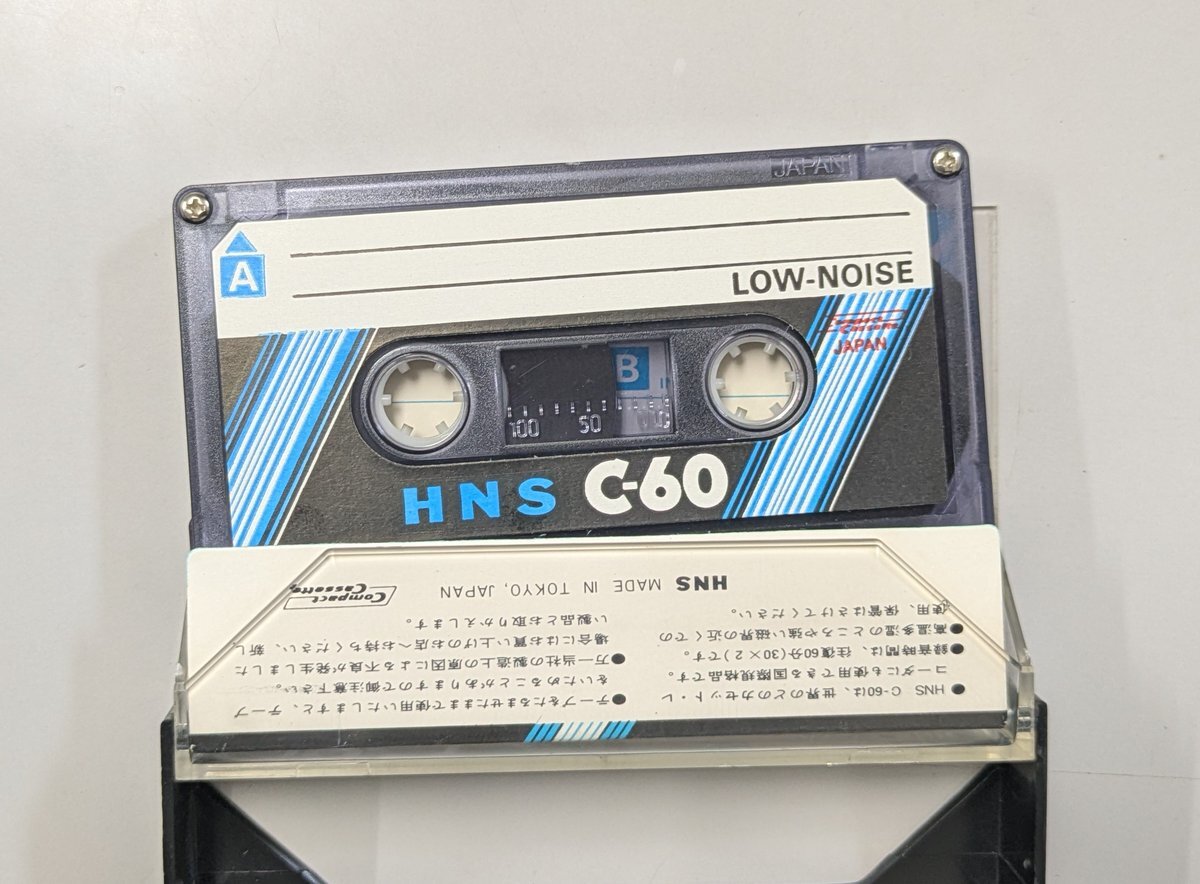 JAPAN
A
LOW-NOISE
Compact
Cassette
JAPAN
B
100 50 0
HNS C-60
● HNS C-60は、世界のどのカセット・レ
コーダにも使用できる国際規格品です。
● 録音時間は、往復60分(30×2)です。
● 高温多湿のところや強い磁界の近くでの
使用、保管はさけてください。
● テープをたるませたままで使用いたしますと、テープ
をいためることがありますので御注意下さい。
● 万一当社の製造上の原因による不良が発生しました
場合にはお買い上げのお店へお持ちください、新し
い製品とお取りかえします。
HNS MADE IN TOKYO, JAPAN
Compact
Cassette